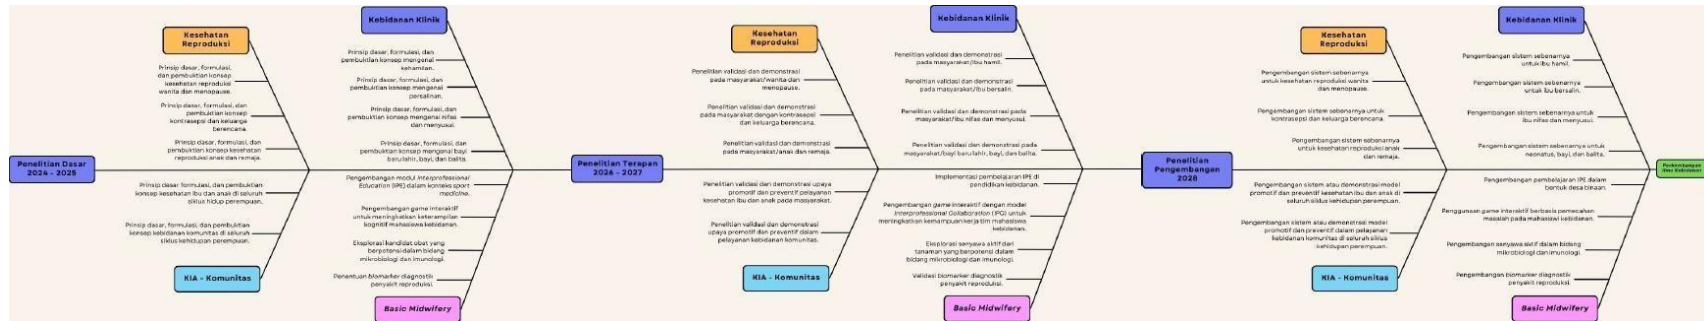 Penelitian Dasar
2024 - 2025
Kesehatan
Reproduksi
Prinsip dasar, formulasi,
dan pembuktian konsep
kesehatan reproduksi
wanita dan menopause.
Prinsip dasar, formulasi, dan
pembuktian konsep
kontrasepsi dan keluarga
berencana.
Prinsip dasar, formulasi, dan
pembuktian konsep kesehatan
reproduksi anak dan remaja.
Kebidanan Klinik
Prinsip dasar, formulasi, dan
pembuktian konsep mengenai
kehamilan.
Prinsip dasar, formulasi, dan
pembuktian konsep mengenai
persalinan.
Prinsip dasar, formulasi, dan
pembuktian konsep mengenai nifas
dan menyusui.
Prinsip dasar, formulasi, dan
pembuktian konsep mengenai bayi
baru lahir, bayi, dan balita.
Prinsip dasar formulasi, dan pembuktian
konsep kesehatan ibu dan anak di seluruh
siklus hidup perempuan.
Prinsip dasar, formulasi, dan pembuktian
konsep kebidanan komunitas di seluruh
siklus kehidupan perempuan.
KIA - Komunitas
Pengembangan modul Interprofessional
Education (IPE) dalam konteks sport
medicine.
Pengembangan game interaktif
untuk meningkatkan keterampilan
kognitif mahasiswa kebidanan.
Eksplorasi kandidat obat yang
berpotensi dalam bidang
mikrobiologi dan imunologi.
Penentuan biomarker diagnostik
penyakit reproduksi.
Basic Midwifery
Penelitian Terapan
2026 - 2027
Kesehatan
Reproduksi
Penelitian validasi dan demonstrasi
pada masyarakat/wanita dan
menopause.
Penelitian validasi dan demonstrasi
pada masyarakat dengan kontrasepsi
dan keluarga berencana.
Penelitian validasi dan demonstrasi
pada masyarakat/anak dan remaja.
Kebidanan Klinik
Penelitian validasi dan demonstrasi
pada masyarakat/ibu hamil.
Penelitian validasi dan demonstrasi
pada masyarakat/ibu bersalin.
Penelitian validasi dan demonstrasi pada
masyarakat/ibu nifas dan menyusui.
Penelitian validasi dan demonstrasi pada
masyarakat/bayi baru lahir, bayi, dan balita.
Penelitian validasi dan demonstrasi upaya
promotif dan preventif pelayanan
kesehatan ibu dan anak pada masyarakat.
Penelitian validasi dan demonstrasi
upaya promotif dan preventif dalam
pelayanan kebidanan komunitas.
KIA - Komunitas
Implementasi pembelajaran IPE di
pendidikan kebidanan.
Pengembangan game interaktif dengan model
Interprofessional Collaboration (IPC) untuk
meningkatkan kemampuan kerja tim mahasiswa
kebidanan.
Eksplorasi senyawa aktif dari
tanaman yang berpotensi dalam
bidang mikrobiologi dan imunologi.
Validasi biomarker diagnostik
penyakit reproduksi.
Basic Midwifery
Penelitian
Pengembangan
2028
Kesehatan
Reproduksi
Pengembangan sistem sebenarnya
untuk kesehatan reproduksi wanita
dan menopause.
Pengembangan sistem sebenarnya untuk
kontrasepsi dan keluarga berencana.
Pengembangan sistem sebenarnya
untuk kesehatan reproduksi anak
dan remaja.
Kebidanan Klinik
Pengembangan sistem sebenarnya
untuk ibu hamil.
Pengembangan sistem sebenarnya
untuk ibu bersalin.
Pengembangan sistem sebenarnya untuk
ibu nifas dan menyusui.
Pengembangan sistem sebenarnya untuk
neonatus, bayi, dan balita.
Pengembangan sistem atau demonstrasi model
promotif dan preventif kesehatan ibu dan anak di
seluruh siklus kehidupan perempuan.
Pengembangan sistem atau demonstrasi model
promotif dan preventif dalam pelayanan
kebidanan komunitas di seluruh siklus
kehidupan perempuan.
KIA - Komunitas
Pengembangan pembelajaran IPE dalam
bentuk desa binaan.
Penggunaan game interaktif berbasis pemecahan
masalah pada mahasiswi kebidanan.
Pengembangan senyawa aktif dalam bidang
mikrobiologi dan imunologi.
Pengembangan biomarker diagnostik
penyakit reproduksi.
Basic Midwifery
Perkembangan
Ilmu Kebidanan